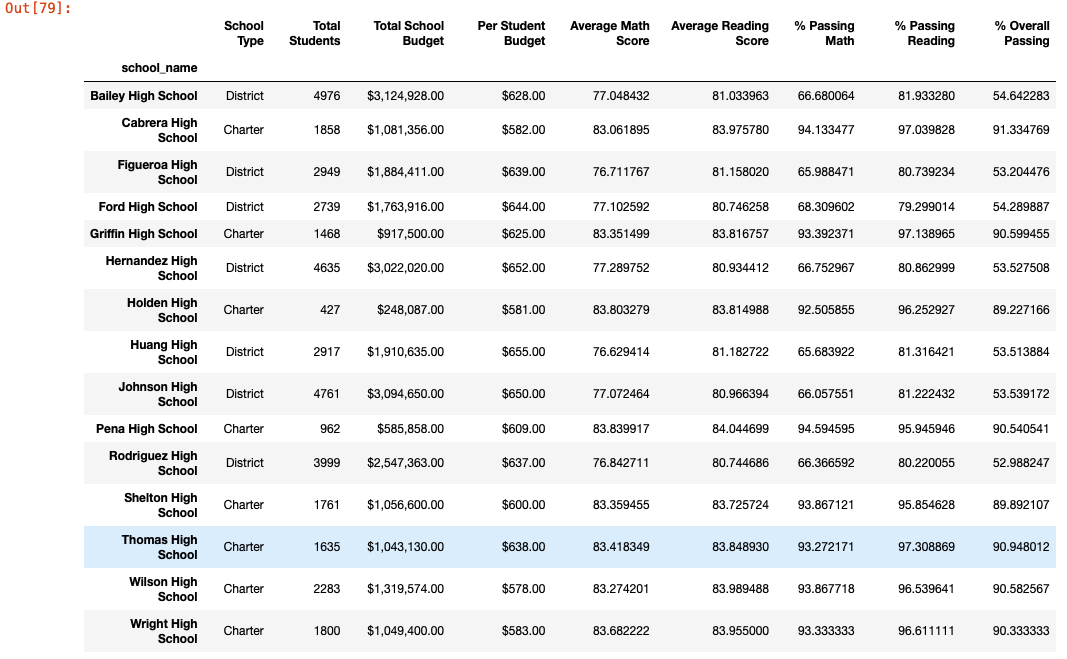 Out[79]:
School Type Total Students Total School Budget Per Student Budget Average Math Score Average Reading Score % Passing Math % Passing Reading % Overall Passing
school_name
Bailey High School District 4976 $3,124,928.00 $628.00 77.048432 81.033963 66.680064 81.933280 54.642283
Cabrera High School Charter 1858 $1,081,356.00 $582.00 83.061895 83.975780 94.133477 97.039828 91.334769
Figueroa High School District 2949 $1,884,411.00 $639.00 76.711767 81.158020 65.988471 80.739234 53.204476
Ford High School District 2739 $1,763,916.00 $644.00 77.102592 80.746258 68.309602 79.299014 54.289887
Griffin High School Charter 1468 $917,500.00 $625.00 83.351499 83.816757 93.392371 97.138965 90.599455
Hernandez High School District 4635 $3,022,020.00 $652.00 77.289752 80.934412 66.752967 80.862999 53.527508
Holden High School Charter 427 $248,087.00 $581.00 83.803279 83.814988 92.505855 96.252927 89.227166
Huang High School District 2917 $1,910,635.00 $655.00 76.629414 81.182722 65.683922 81.316421 53.513884
Johnson High School District 4761 $3,094,650.00 $650.00 77.072464 80.966394 66.057551 81.222432 53.539172
Pena High School Charter 962 $585,858.00 $609.00 83.839917 84.044699 94.594595 95.945946 90.540541
Rodriguez High School District 3999 $2,547,363.00 $637.00 76.842711 80.744686 66.366592 80.220055 52.988247
Shelton High School Charter 1761 $1,056,600.00 $600.00 83.359455 83.725724 93.867121 95.854628 89.892107
Thomas High School Charter 1635 $1,043,130.00 $638.00 83.418349 83.848930 93.272171 97.308869 90.948012
Wilson High School Charter 2283 $1,319,574.00 $578.00 83.274201 83.989488 93.867718 96.539641 90.582567
Wright High School Charter 1800 $1,049,400.00 $583.00 83.682222 83.955000 93.333333 96.611111 90.333333